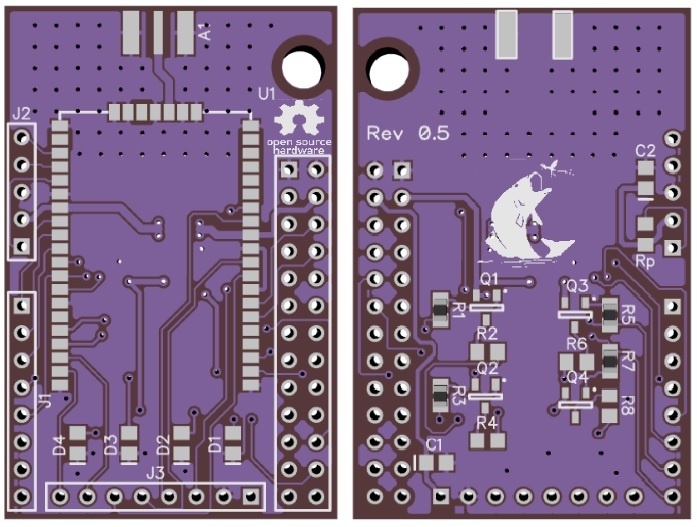 A1
U1
J2
open source
hardware
J1
D4
D3
D2
D1
J3
Rev 0.5
C2
Rp
Q1
Q3
R1
R5
R2
R6
R7
Q2
Q4
R3
R8
R4
C1